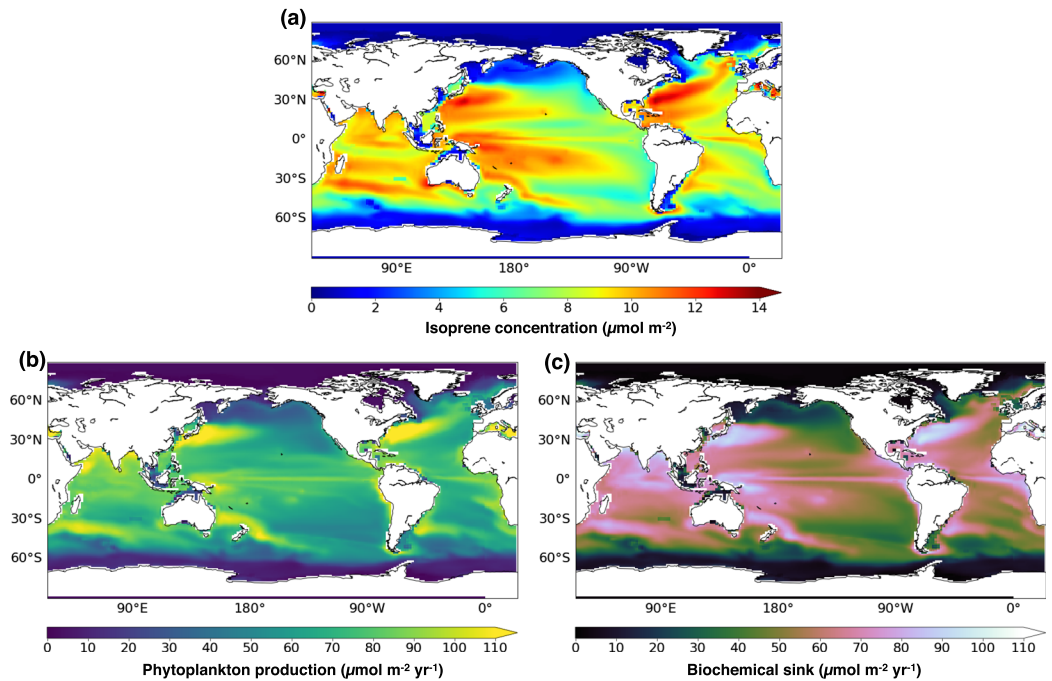 (a)
60°N
30°N
0°
30°S
60°S
90°E 180° 90°W 0°
0 2 4 6 8 10 12 14
Isoprene concentration (µmol m-2)
(b) (c)
60°N 60°N
30°N 30°N
0° 0°
30°S 30°S
60°S 60°S
90°E 180° 90°W 0° 90°E 180° 90°W 0°
0 10 20 30 40 50 60 70 80 90 100 110 0 10 20 30 40 50 60 70 80 90 100 110
Phytoplankton production (µmol m-2 yr-1) Biochemical sink (µmol m-2 yr-1)